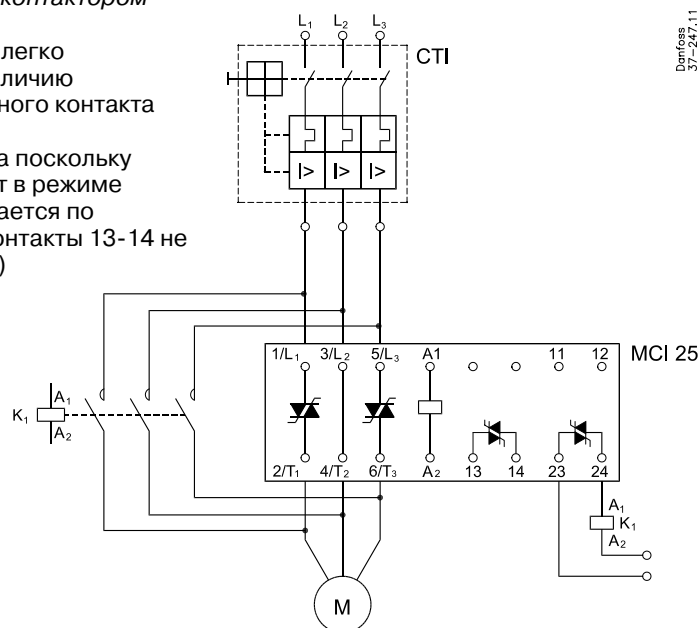 контактором
легко
личию
ного контакта
а поскольку
т в режиме
ается по
онтакты 13-14 не
)
Danfoss
37-247.11
L₁ L₂ L₃
CTI
I> I> I>
1/L₁ 3/L₂ 5/L₃ A1 11 12
MCI 25
K₁ A₁
A₂
2/T₁ 4/T₂ 6/T₃ A₂ 13 14 23 24
A₁
K₁
A₂
M